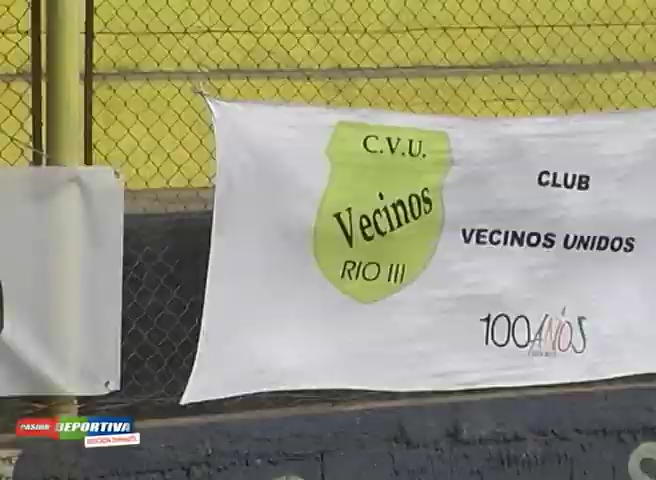 C.V.U.
Vecinos
RIO III
CLUB
VECINOS UNIDOS
100 AÑOS
PASION DEPORTIVA